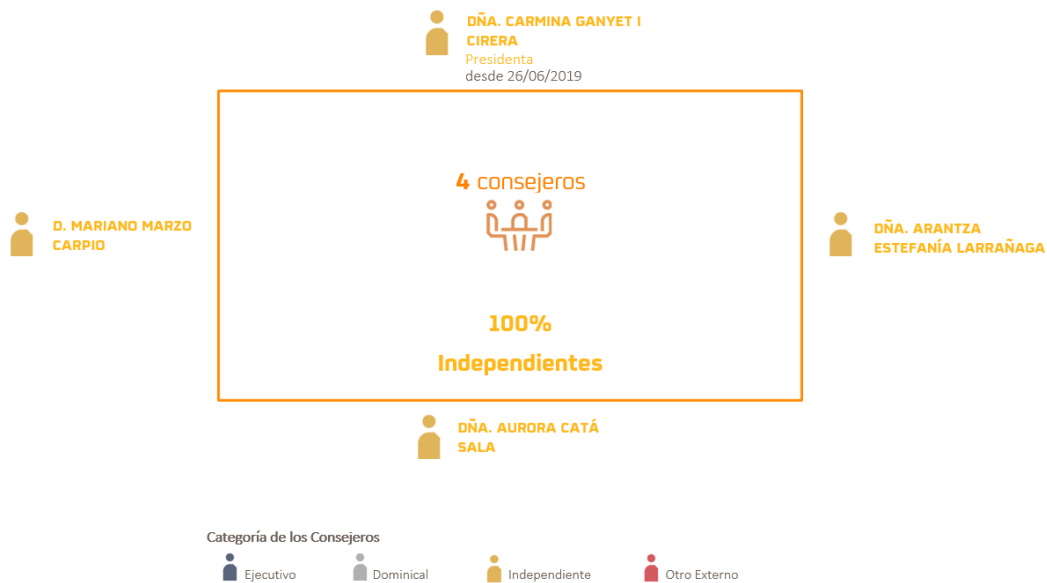 DÑA. CARMINA GANYET I
CIRERA
Presidenta
desde 26/06/2019
4 consejeros
D. MARIANO MARZO
CARPIO
DÑA. ARANTZA
ESTEFANÍA LARRAÑAGA
100%
Independientes
DÑA. AURORA CATÁ
SALA
Categoría de los Consejeros
Ejecutivo
Dominical
Independiente
Otro Externo